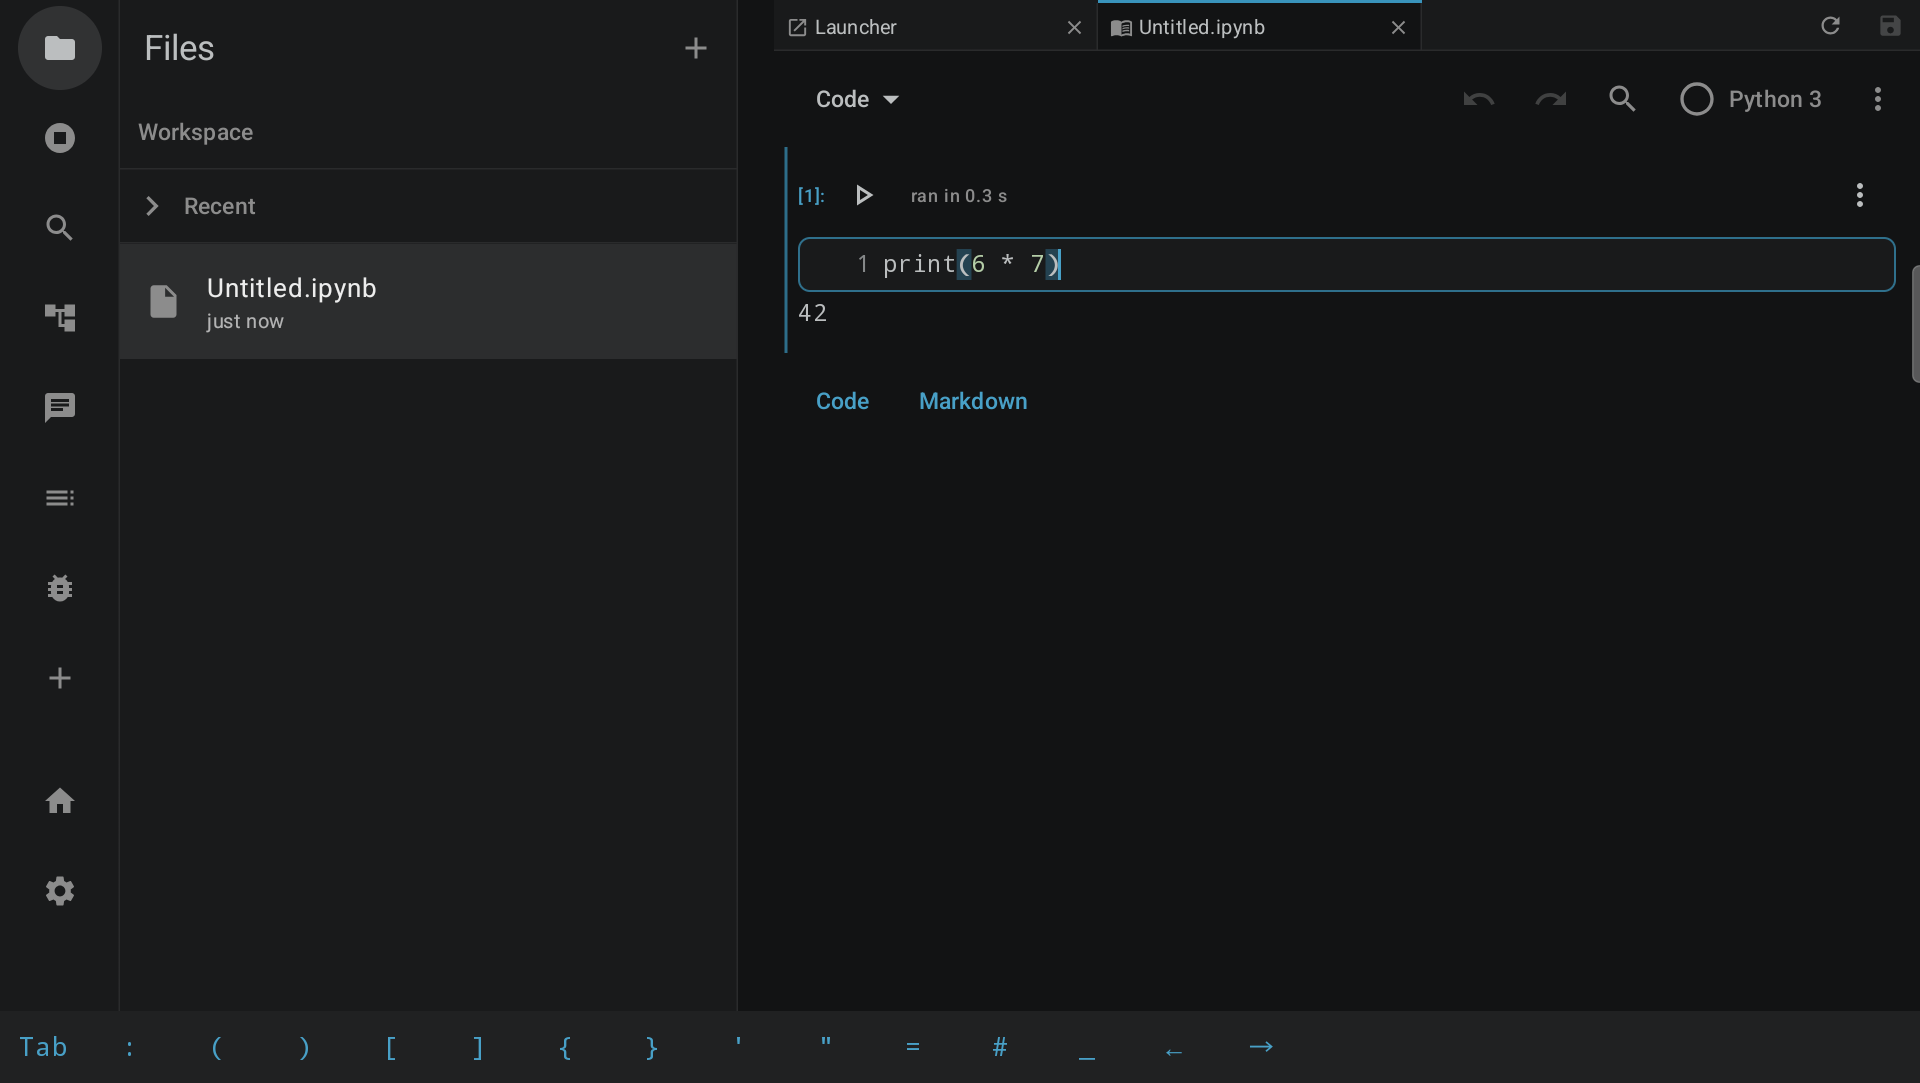 Files
Workspace
Recent
Untitled.ipynb
just now
Launcher
Untitled.ipynb
Code
Python 3
[1]:
ran in 0.3 s
1 print(6 * 7)
42
Code Markdown
Tab : ( ) [ ] { } ' " = # _ ← →